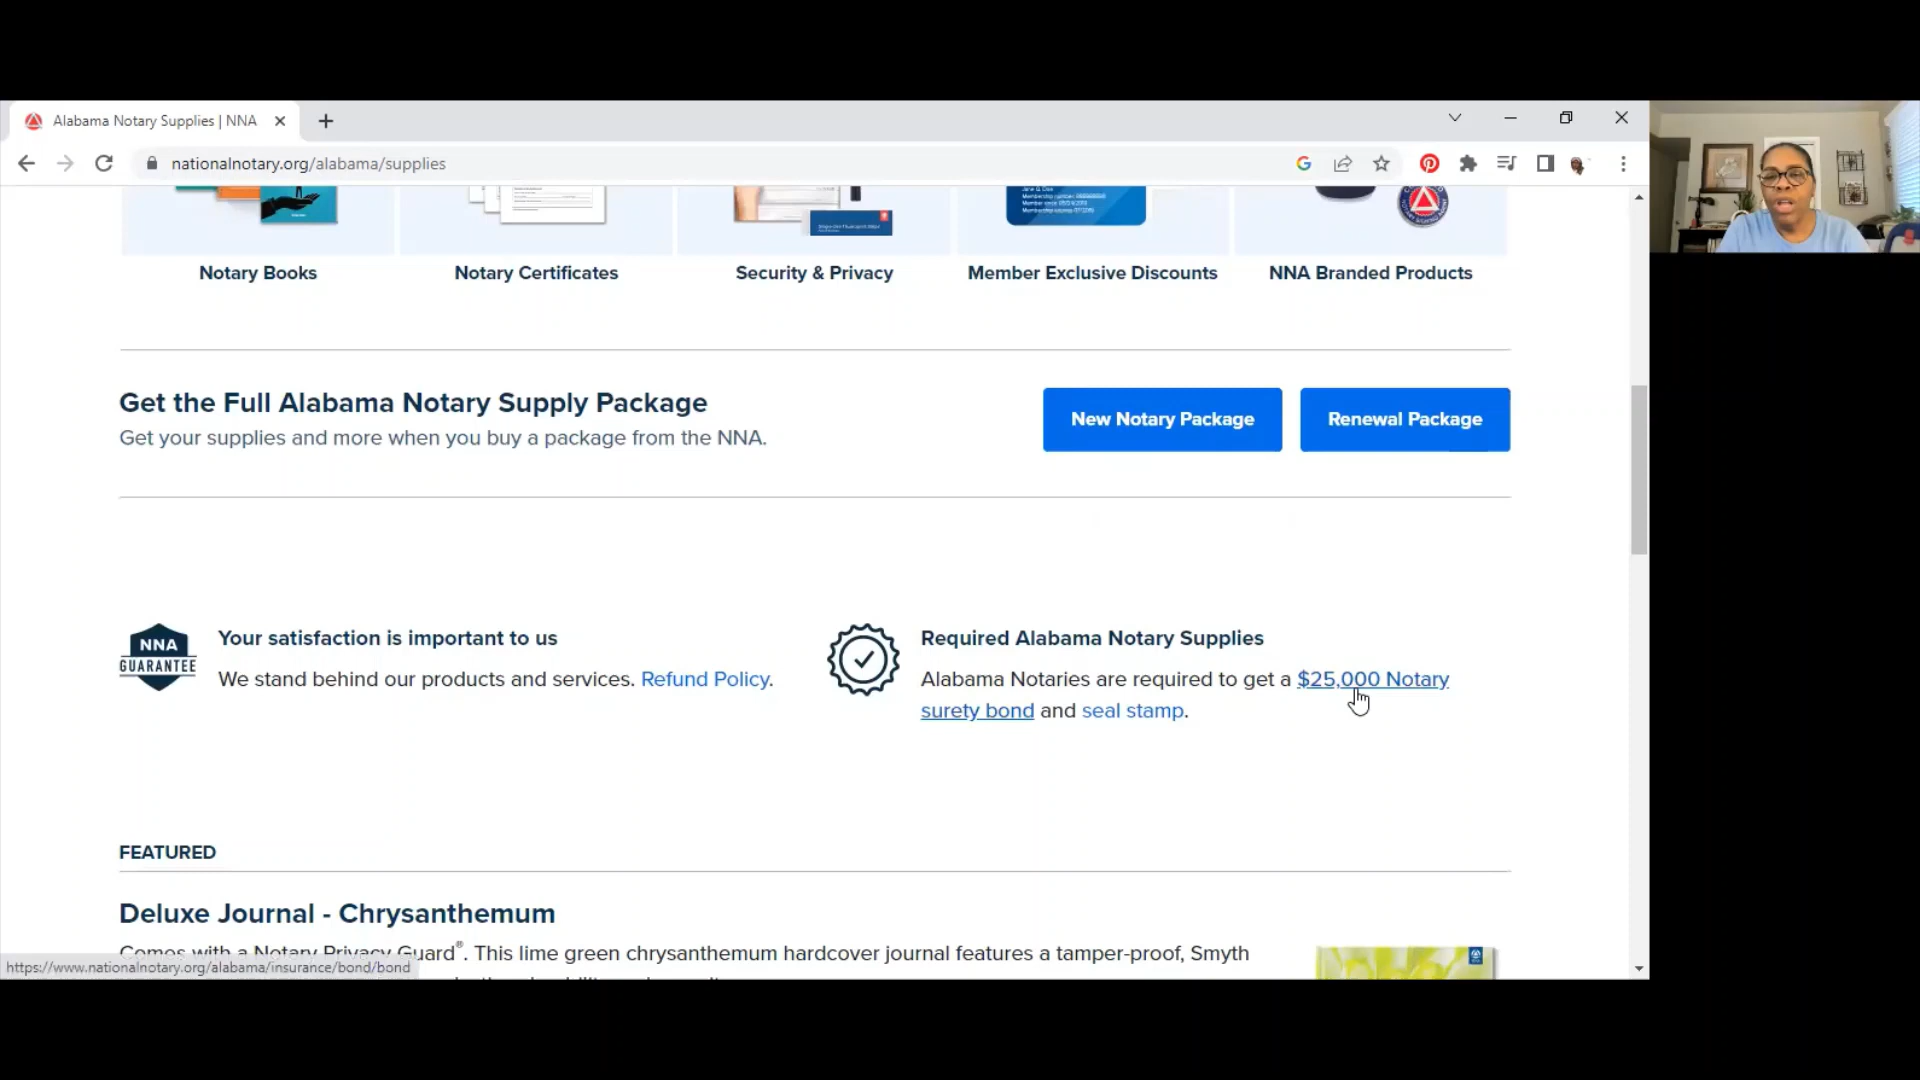 Alabama Notary Supplies | NNA
nationalnotary.org/alabama/supplies
Notary Books
Notary Certificates
Security & Privacy
Member Exclusive Discounts
NNA Branded Products
Get the Full Alabama Notary Supply Package
Get your supplies and more when you buy a package from the NNA.
New Notary Package
Renewal Package
NNA
GUARANTEE
Your satisfaction is important to us
We stand behind our products and services. Refund Policy.
Required Alabama Notary Supplies
Alabama Notaries are required to get a $25,000 Notary
surety bond and seal stamp.
FEATURED
Deluxe Journal - Chrysanthemum
Comes with a Notary Privacy Guard®. This lime green chrysanthemum hardcover journal features a tamper-proof, Smyth
https://www.nationalnotary.org/alabama/insurance/bond/bond